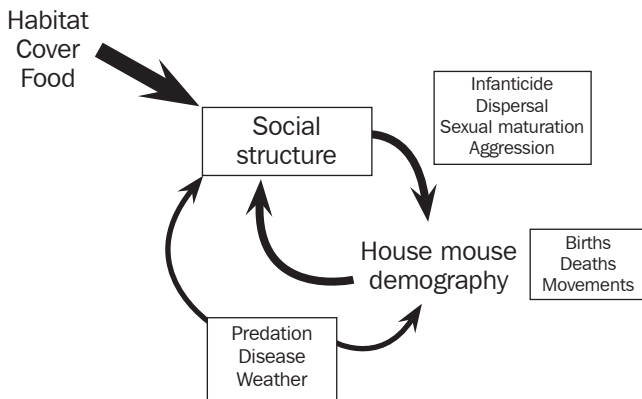 Habitat
Cover
Food
Social
structure
Infanticide
Dispersal
Sexual maturation
Aggression
House mouse
demography
Births
Deaths
Movements
Predation
Disease
Weather